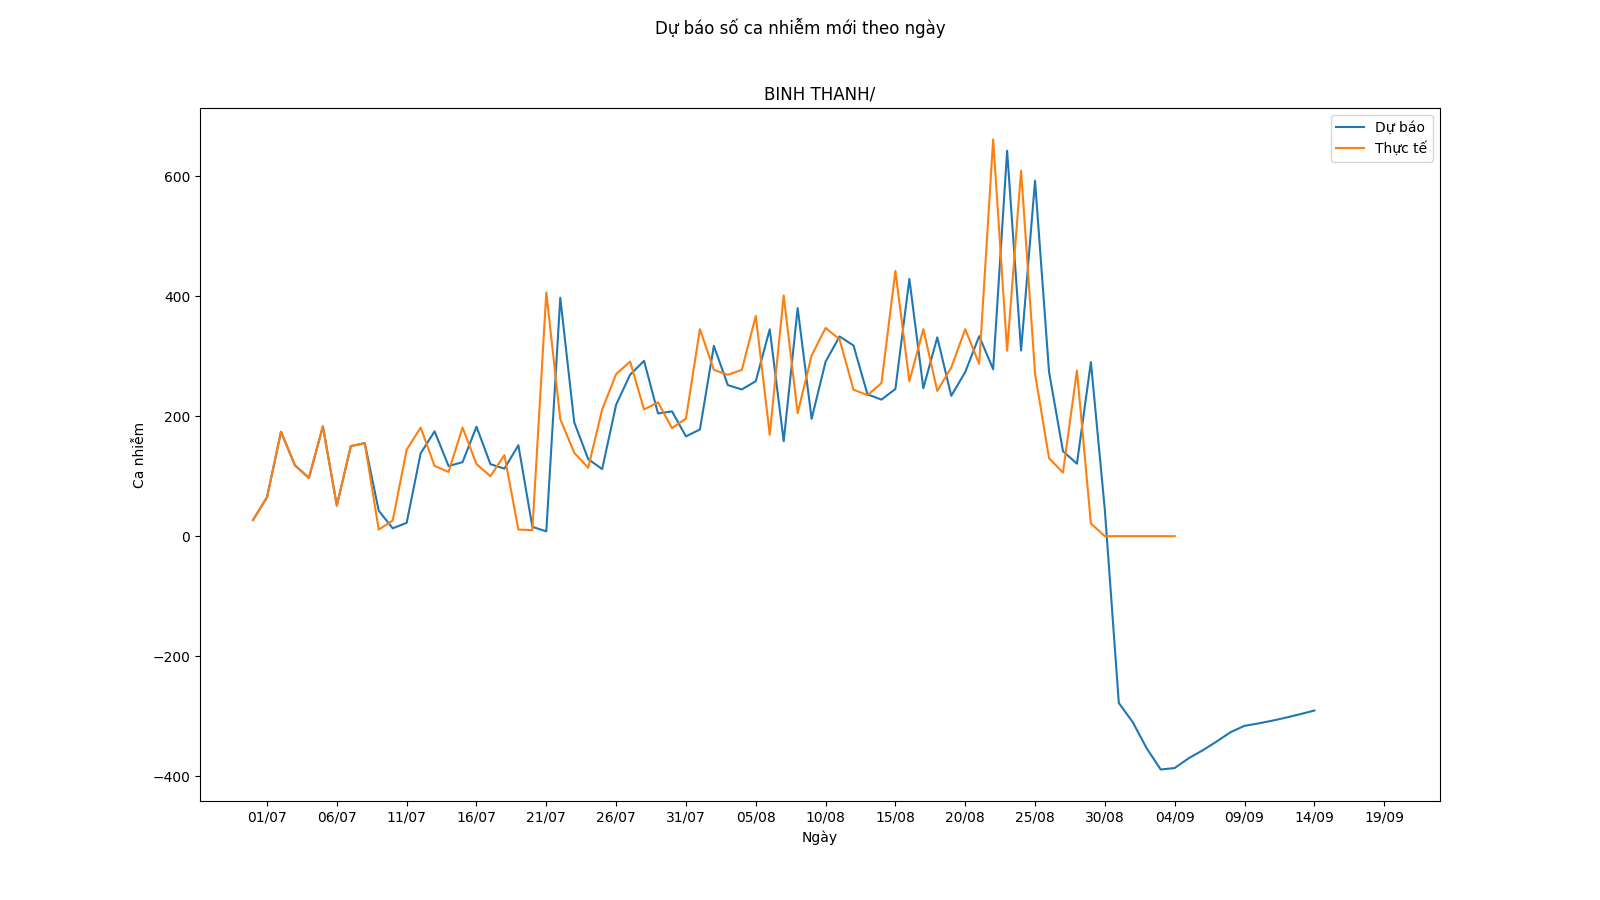 Dự báo số ca nhiễm mới theo ngày
BINH THANH/
Dự báo
Thực tế
600
400
200
0
−200
−400
Ca nhiễm
01/07 06/07 11/07 16/07 21/07 26/07 31/07 05/08 10/08 15/08 20/08 25/08 30/08 04/09 09/09 14/09 19/09
Ngày